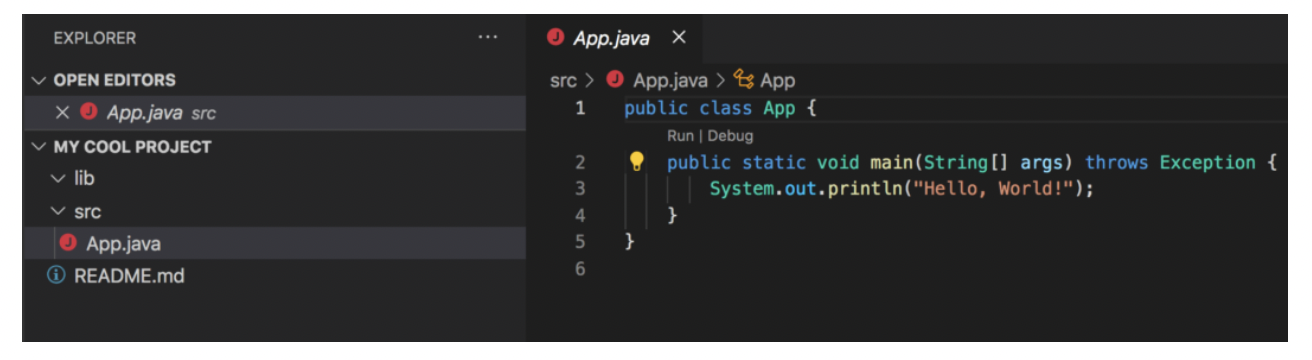 EXPLORER ···
OPEN EDITORS
App.java src
MY COOL PROJECT
lib
src
App.java
README.md
App.java
src > App.java > App
1 public class App {
Run | Debug
2 public static void main(String[] args) throws Exception {
3 System.out.println("Hello, World!");
4 }
5 }
6